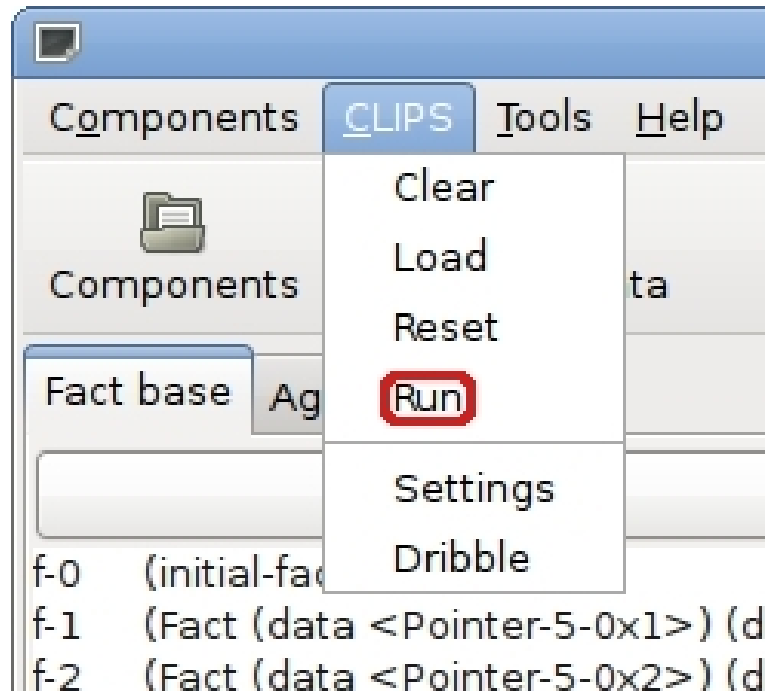 Components CLIPS Tools Help
Clear
Load
Components ta
Reset
Fact base Ag
Run
Settings
Dribble
f-0 (initial-fac
f-1 (Fact (data <Pointer-5-0x1>) (d
f-2 (Fact (data <Pointer-5-0x2>) (d